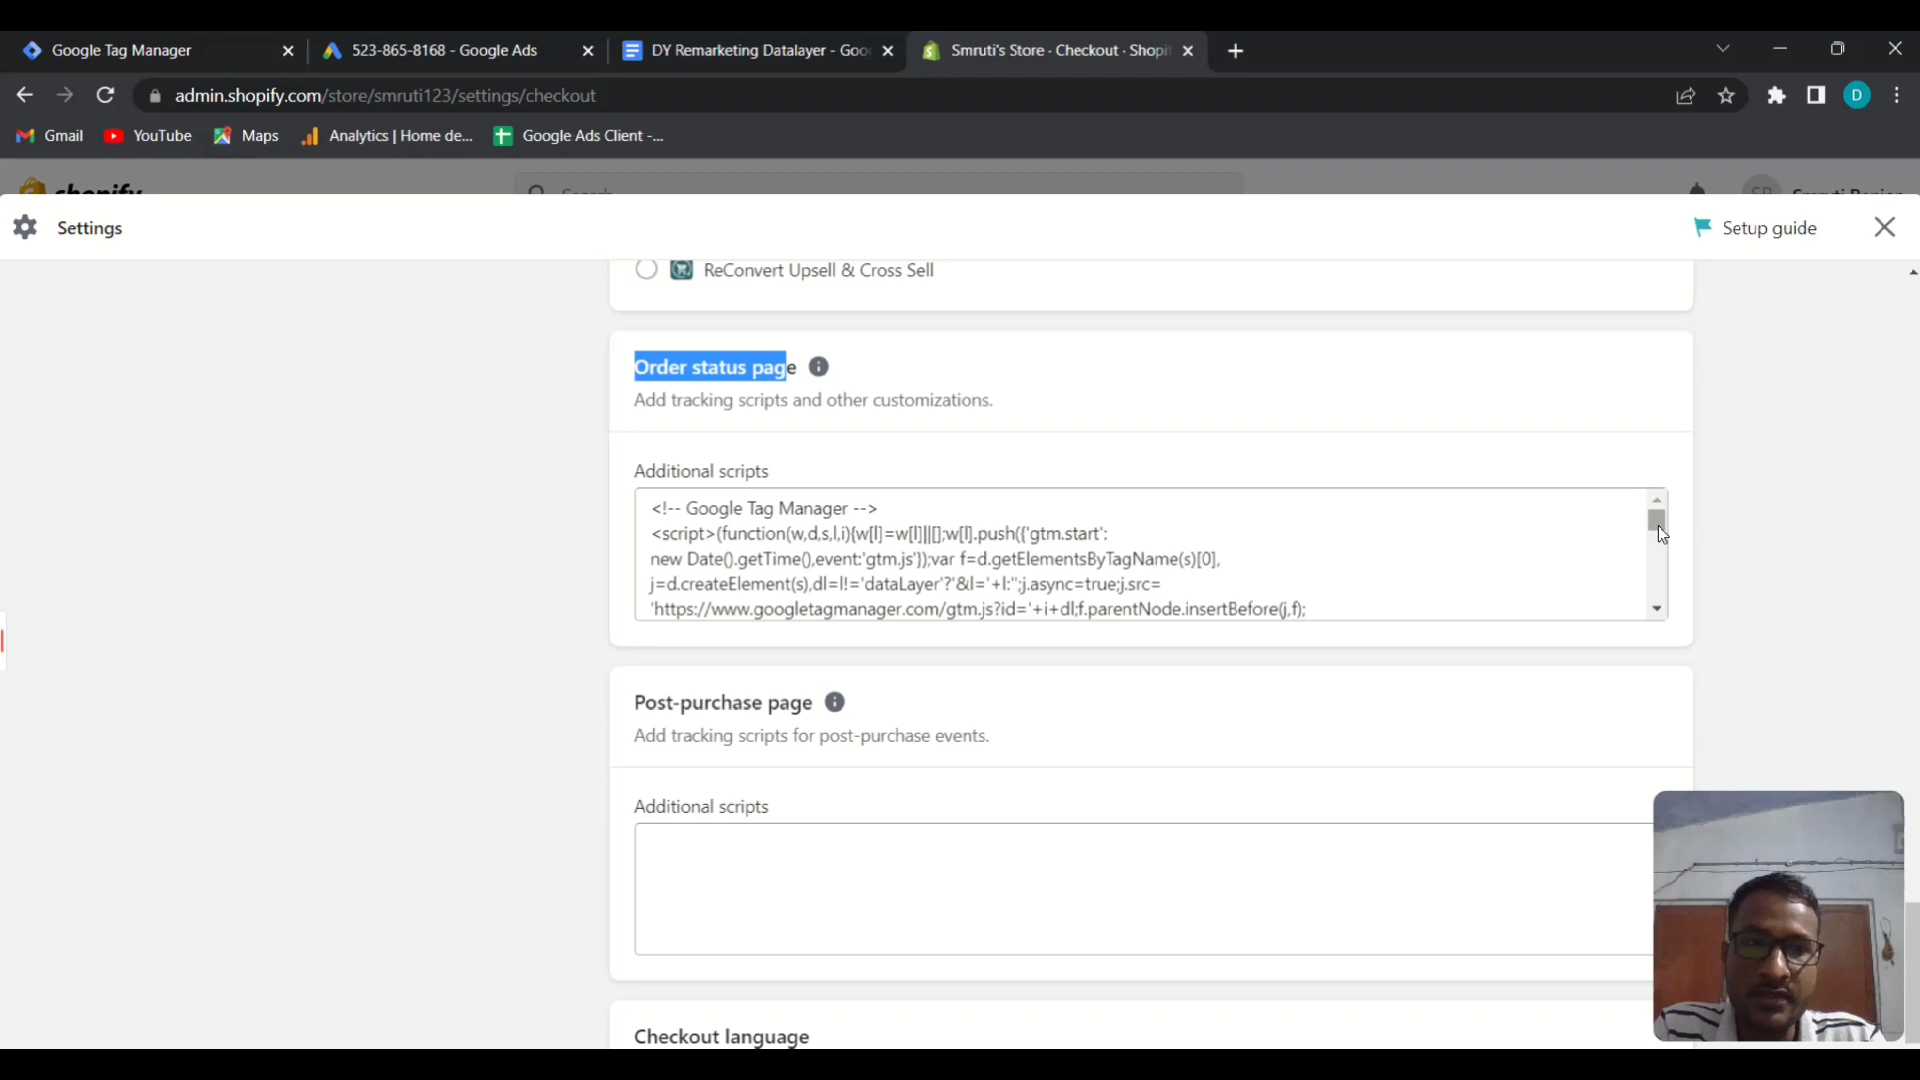 Google Tag Manager
523-865-8168 - Google Ads
DY Remarketing Datalayer - Goo
Smruti's Store · Checkout · Shopi
admin.shopify.com/store/smruti123/settings/checkout
D
Gmail
YouTube
Maps
Analytics | Home de...
Google Ads Client -...
shopify
Search
SR
Settings
Setup guide
ReConvert Upsell & Cross Sell
Order status page
Add tracking scripts and other customizations.
Additional scripts
<!-- Google Tag Manager -->
<script>(function(w,d,s,l,i){w[l]=w[l]||[];w[l].push({'gtm.start':
new Date().getTime(),event:'gtm.js'});var f=d.getElementsByTagName(s)[0],
j=d.createElement(s),dl=l!='dataLayer'?'&l='+l:'';j.async=true;j.src=
'https://www.googletagmanager.com/gtm.js?id='+i+dl;f.parentNode.insertBefore(j,f);
Post-purchase page
Add tracking scripts for post-purchase events.
Additional scripts
Checkout language